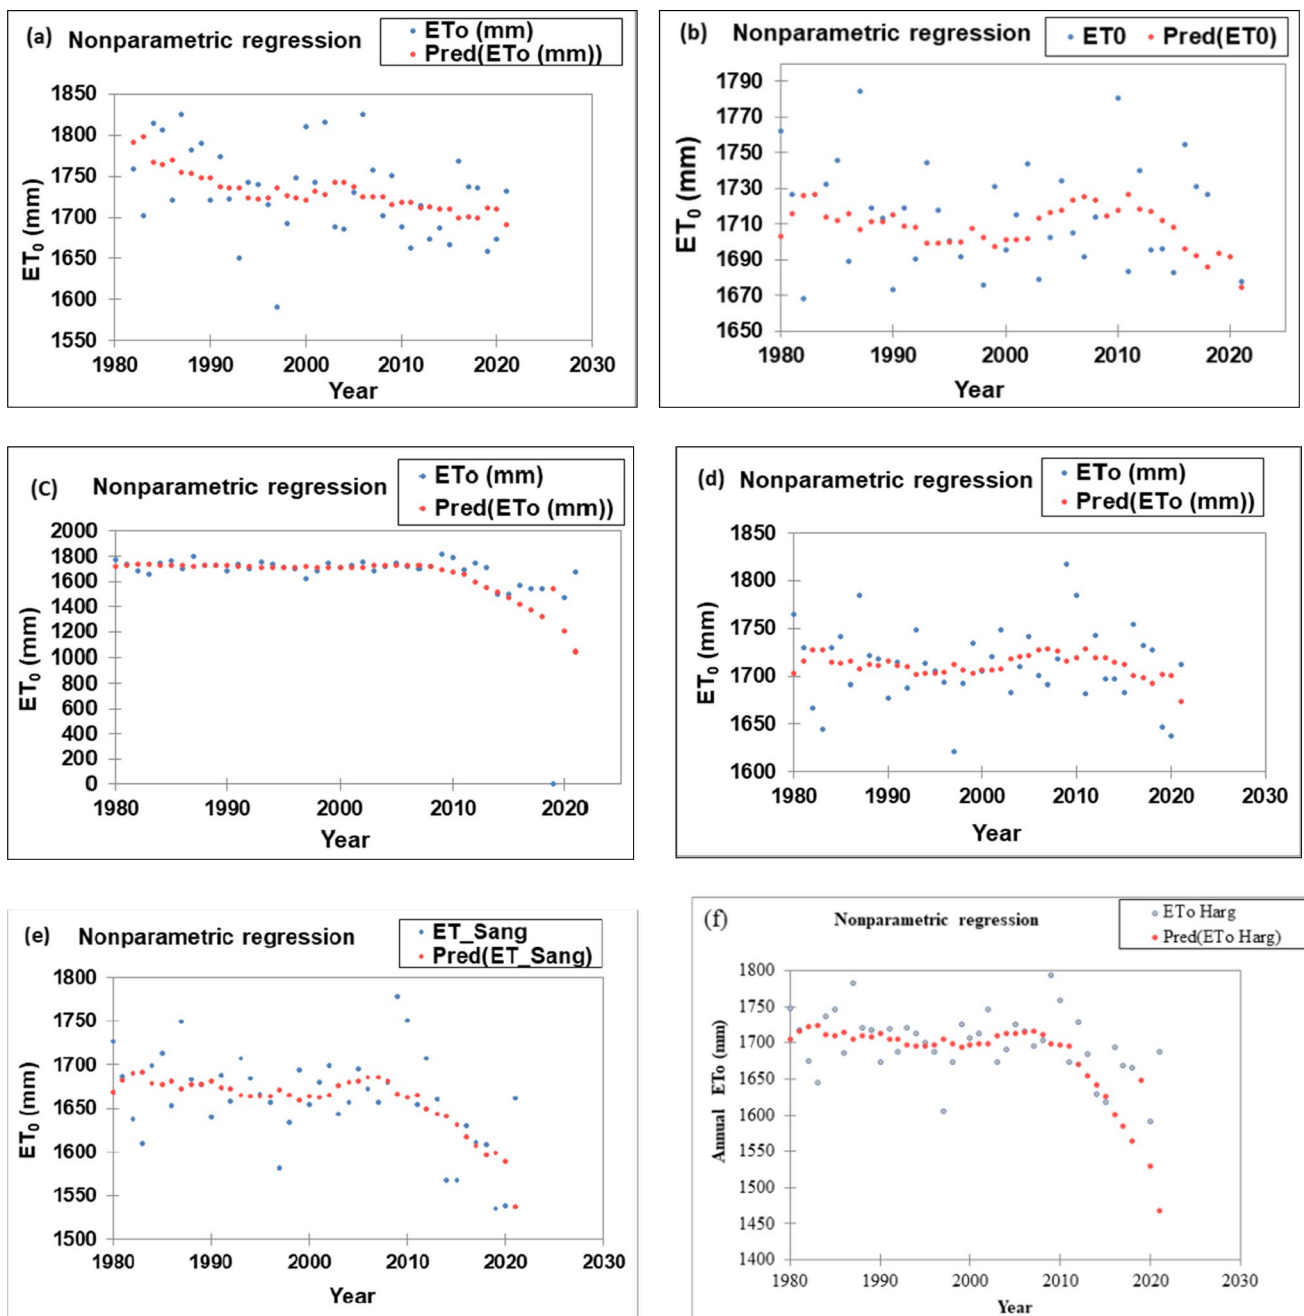 (a) Nonparametric regression
ETo (mm)
Pred(ETo (mm))
1850
1800
1750
1700
1650
1600
1550
ET0 (mm)
1980 1990 2000 2010 2020 2030
Year
(b) Nonparametric regression
ET0 Pred(ET0)
1790
1770
1750
1730
1710
1690
1670
1650
ET0 (mm)
1980 1990 2000 2010 2020
Year
(C) Nonparametric regression
ETo (mm)
Pred(ETo (mm))
2000
1800
1600
1400
1200
1000
800
600
400
200
0
ET0 (mm)
1980 1990 2000 2010 2020
Year
(d) Nonparametric regression
ETo (mm)
Pred(ETo (mm))
1850
1800
1750
1700
1650
1600
ET0 (mm)
1980 1990 2000 2010 2020 2030
Year
(e) Nonparametric regression
ET_Sang
Pred(ET_Sang)
1800
1750
1700
1650
1600
1550
1500
ET0 (mm)
1980 1990 2000 2010 2020 2030
Year
(f) Nonparametric regression
ETo Harg
Pred(ETo Harg)
1800
1750
1700
1650
1600
1550
1500
1450
1400
Annual ETo (mm)
1980 1990 2000 2010 2020 2030
Year